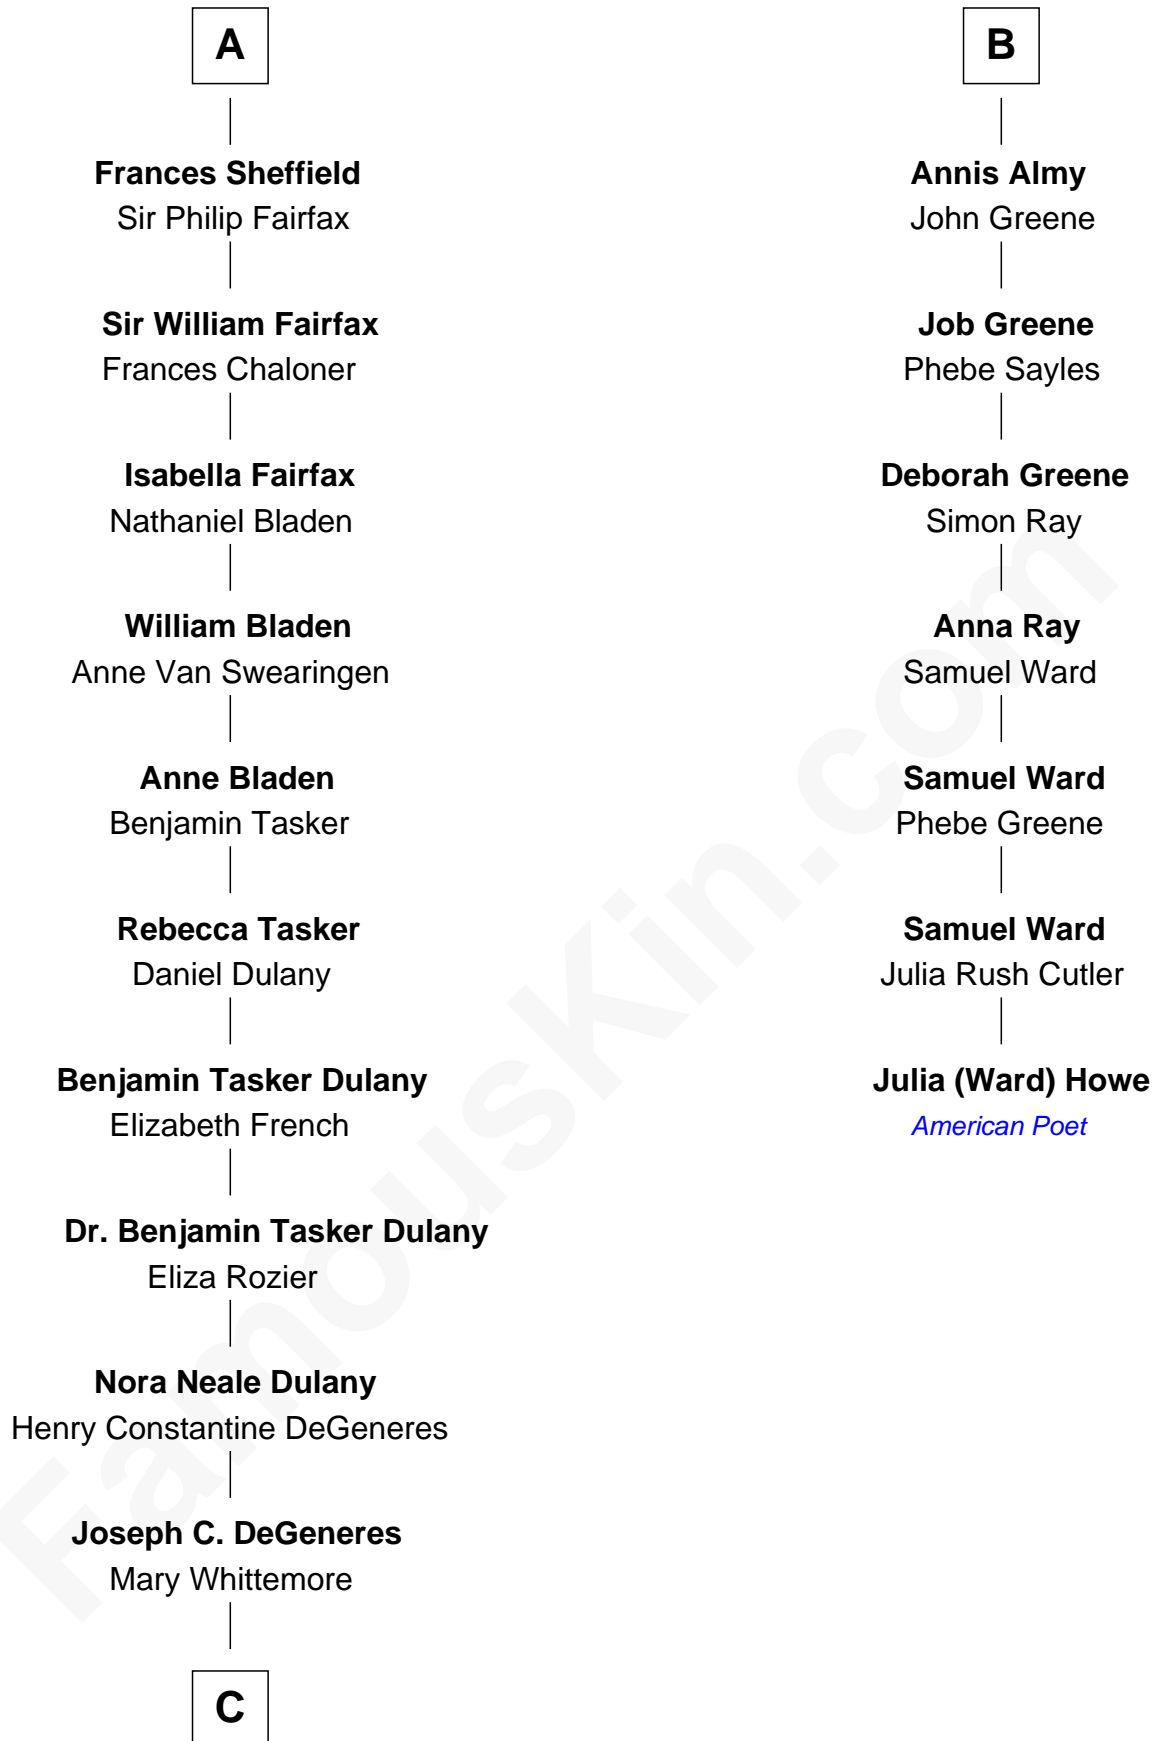 A
Frances Sheffield
Sir Philip Fairfax
Sir William Fairfax
Frances Chaloner
Isabella Fairfax
Nathaniel Bladen
William Bladen
Anne Van Swearingen
Anne Bladen
Benjamin Tasker
Rebecca Tasker
Daniel Dulany
Benjamin Tasker Dulany
Elizabeth French
Dr. Benjamin Tasker Dulany
Eliza Rozier
Nora Neale Dulany
Henry Constantine DeGeneres
Joseph C. DeGeneres
Mary Whittemore
C
B
Annis Almy
John Greene
Job Greene
Phebe Sayles
Deborah Greene
Simon Ray
Anna Ray
Samuel Ward
Samuel Ward
Phebe Greene
Samuel Ward
Julia Rush Cutler
Julia (Ward) Howe
American Poet
FamousKin.com